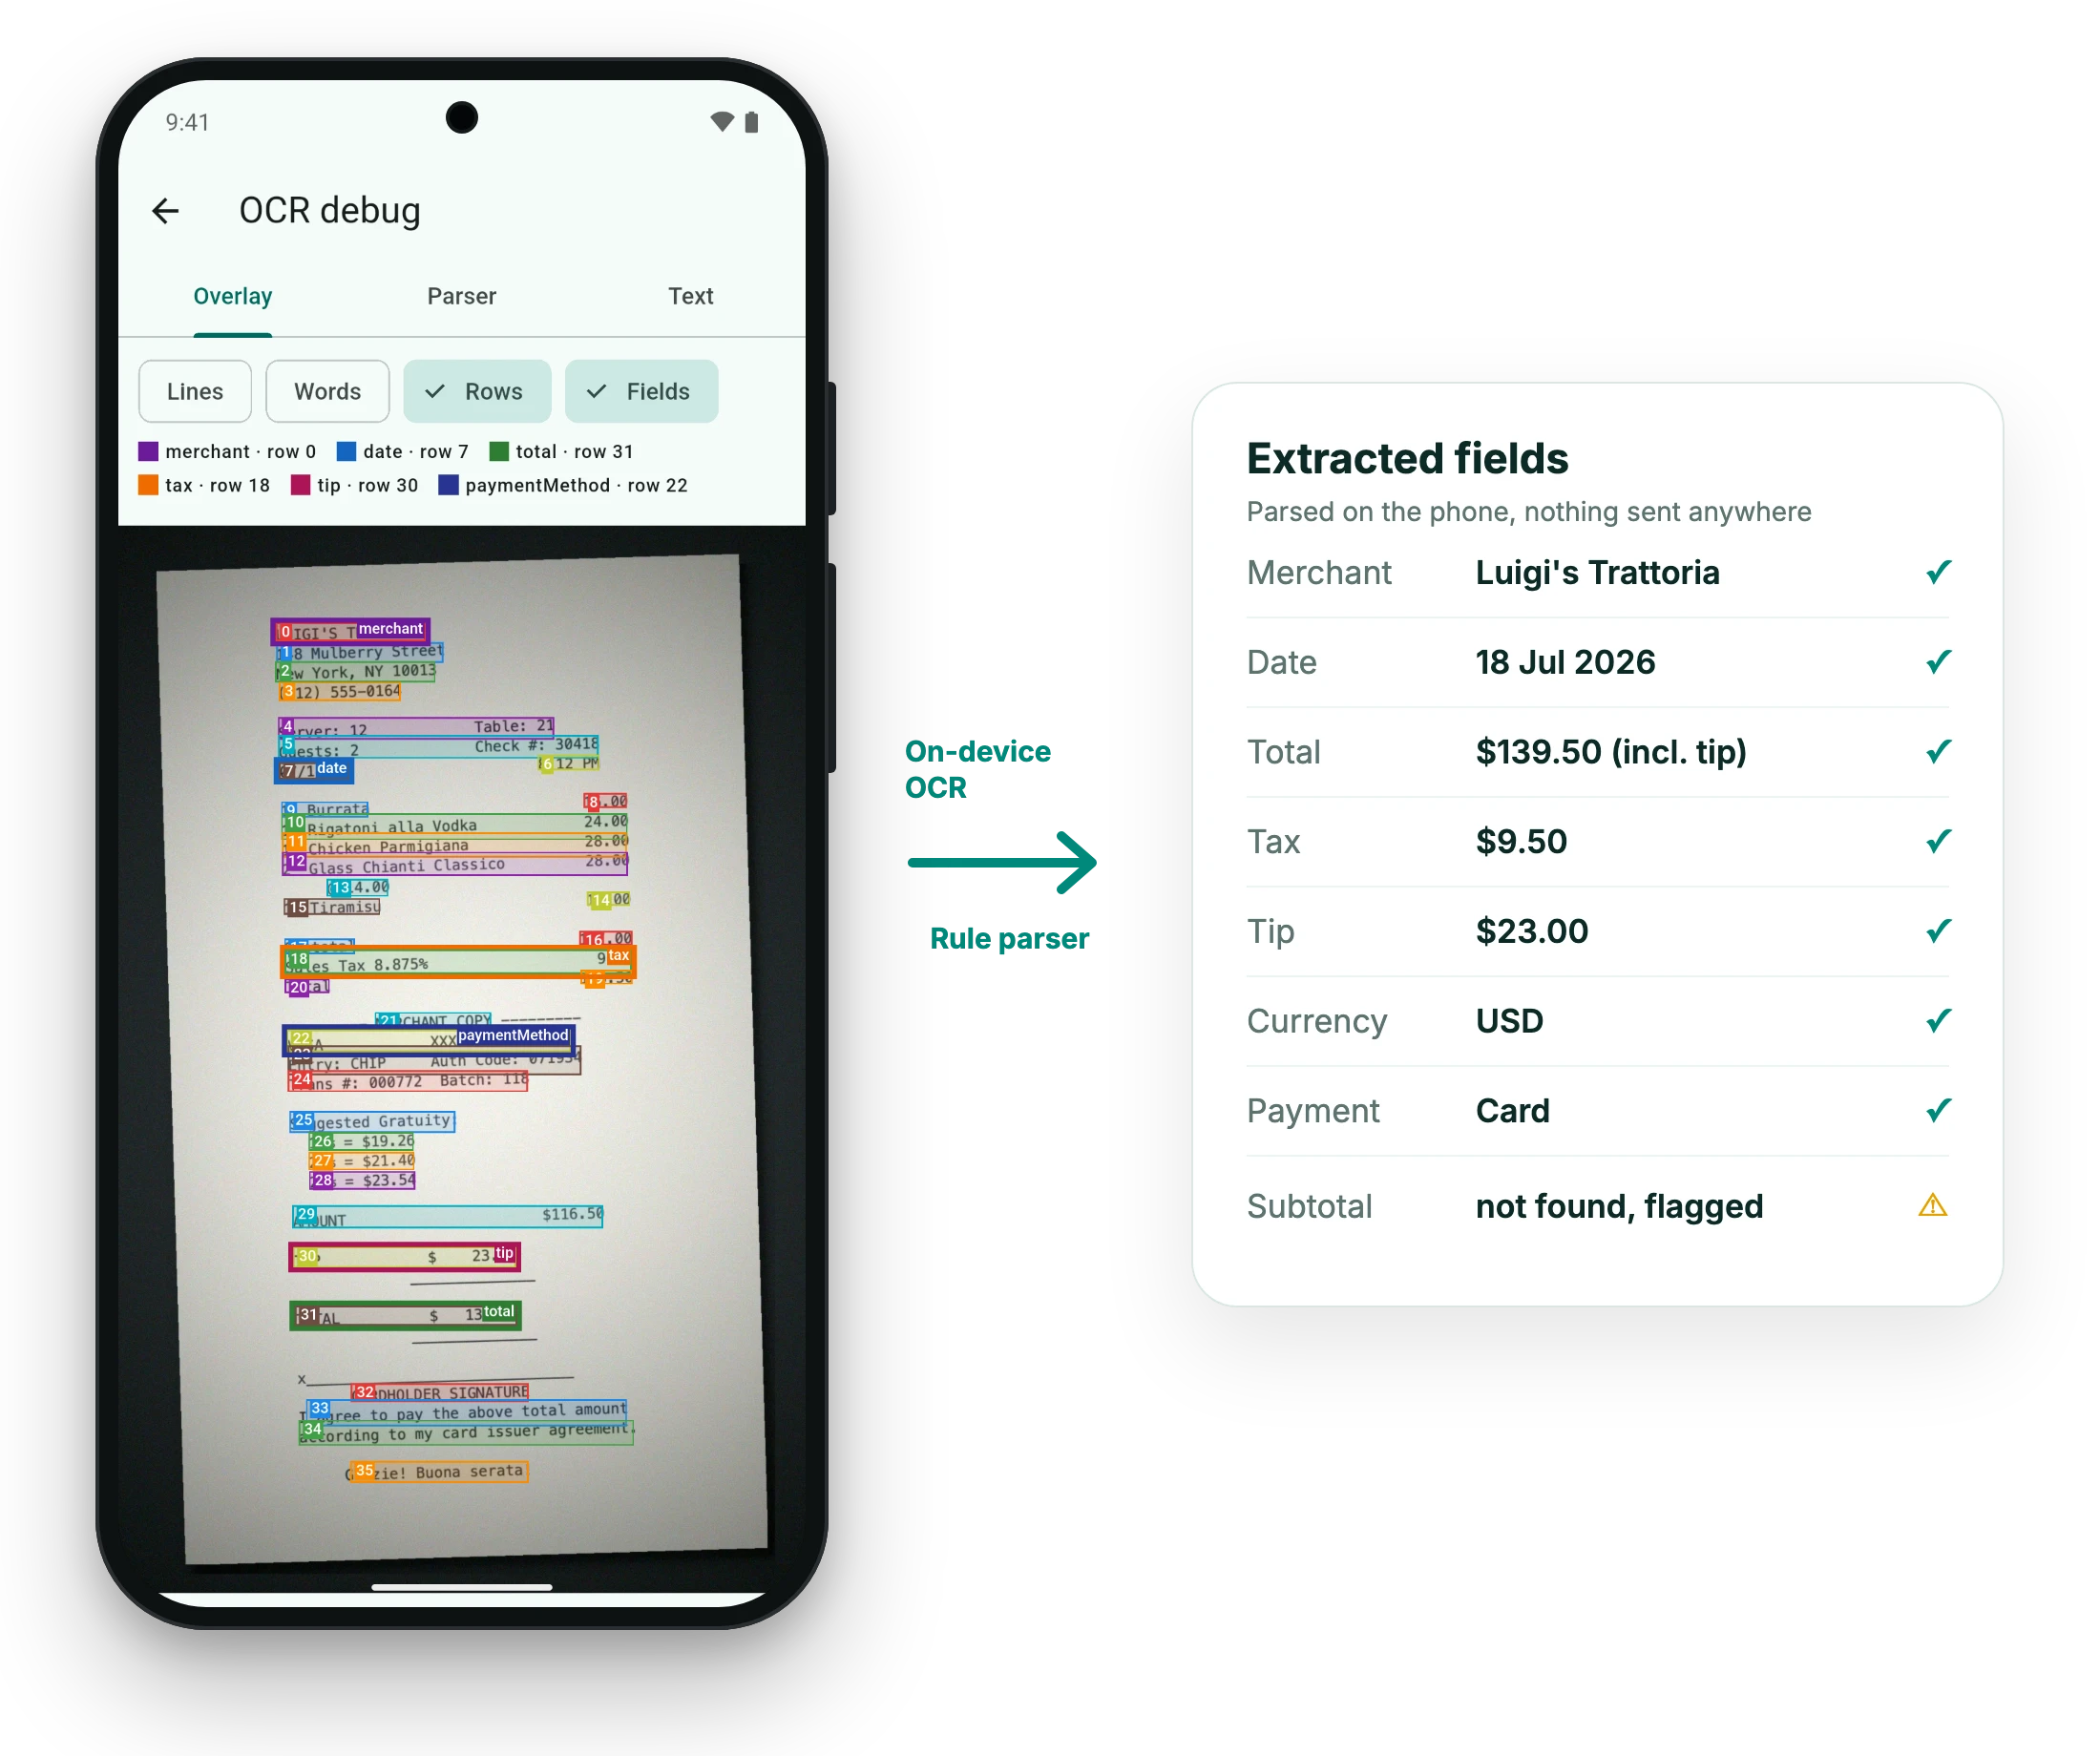 9:41
OCR debug
Overlay Parser Text
Lines Words Rows Fields
merchant · row 0 date · row 7 total · row 31
tax · row 18 tip · row 30 paymentMethod · row 22
0 IGI'S T merchant
1 8 Mulberry Street
2 w York, NY 10013
3 12) 555-0164
4 rver: 12 Table: 21
5 ests: 2 Check #: 30418
6 12 PM
7 /1 date
8 .00
9 Burrata
10 Rigatoni alla Vodka 24.00
11 Chicken Parmigiana 28.00
12 Glass Chianti Classico 28.00
13 4.00
14 00
15 Tiramisu
16 .00
18 les Tax 8.875% 9 tax
20 al
21 CHANT COPY
22 A XXX paymentMethod
try: CHIP Auth Code: 071934
24 ns #: 000772 Batch: 118
25 gested Gratuity
26 = $19.26
27 = $21.40
28 = $23.54
29 UNT $116.50
30 $ 23. tip
31 AL $ 13 total
x
32 DHOLDER SIGNATURE
33 gree to pay the above total amount
34 cording to my card issuer agreement.
35 zie! Buona serata
On-device
OCR
Rule parser
Extracted fields
Parsed on the phone, nothing sent anywhere
Merchant Luigi's Trattoria
Date 18 Jul 2026
Total $139.50 (incl. tip)
Tax $9.50
Tip $23.00
Currency USD
Payment Card
Subtotal not found, flagged